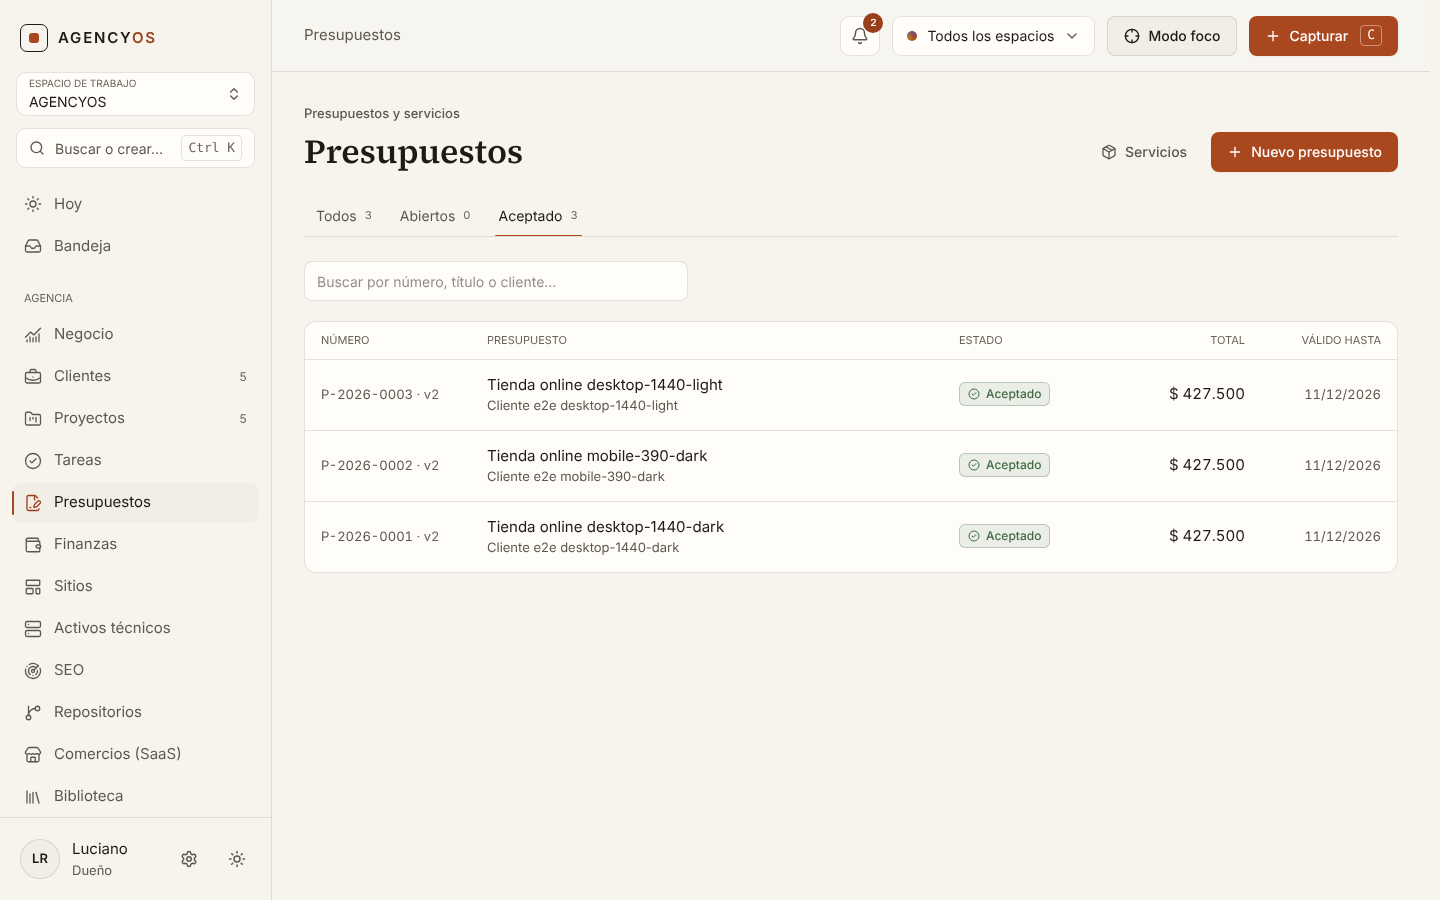 AGENCYOS
ESPACIO DE TRABAJO
AGENCYOS
Buscar o crear... Ctrl K
Hoy
Bandeja
AGENCIA
Negocio
Clientes 5
Proyectos 5
Tareas
Presupuestos
Finanzas
Sitios
Activos técnicos
SEO
Repositorios
Comercios (SaaS)
Biblioteca
LR
Luciano
Dueño
Presupuestos
2
Todos los espacios
Modo foco
Capturar C
Presupuestos y servicios
Presupuestos
Servicios
Nuevo presupuesto
Todos 3 Abiertos 0 Aceptado 3
Buscar por número, título o cliente...
NÚMERO PRESUPUESTO ESTADO TOTAL VÁLIDO HASTA
P-2026-0003 · v2 Tienda online desktop-1440-light Aceptado $ 427.500 11/12/2026
Cliente e2e desktop-1440-light
P-2026-0002 · v2 Tienda online mobile-390-dark Aceptado $ 427.500 11/12/2026
Cliente e2e mobile-390-dark
P-2026-0001 · v2 Tienda online desktop-1440-dark Aceptado $ 427.500 11/12/2026
Cliente e2e desktop-1440-dark